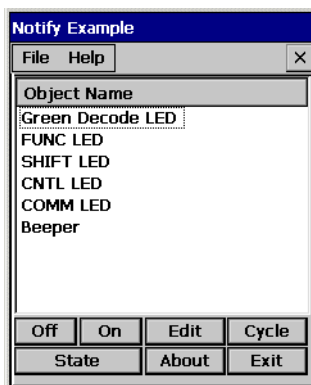 Notify Example
File Help ×
Object Name
Green Decode LED
FUNC LED
SHIFT LED
CNTL LED
COMM LED
Beeper
Off On Edit Cycle
State About Exit